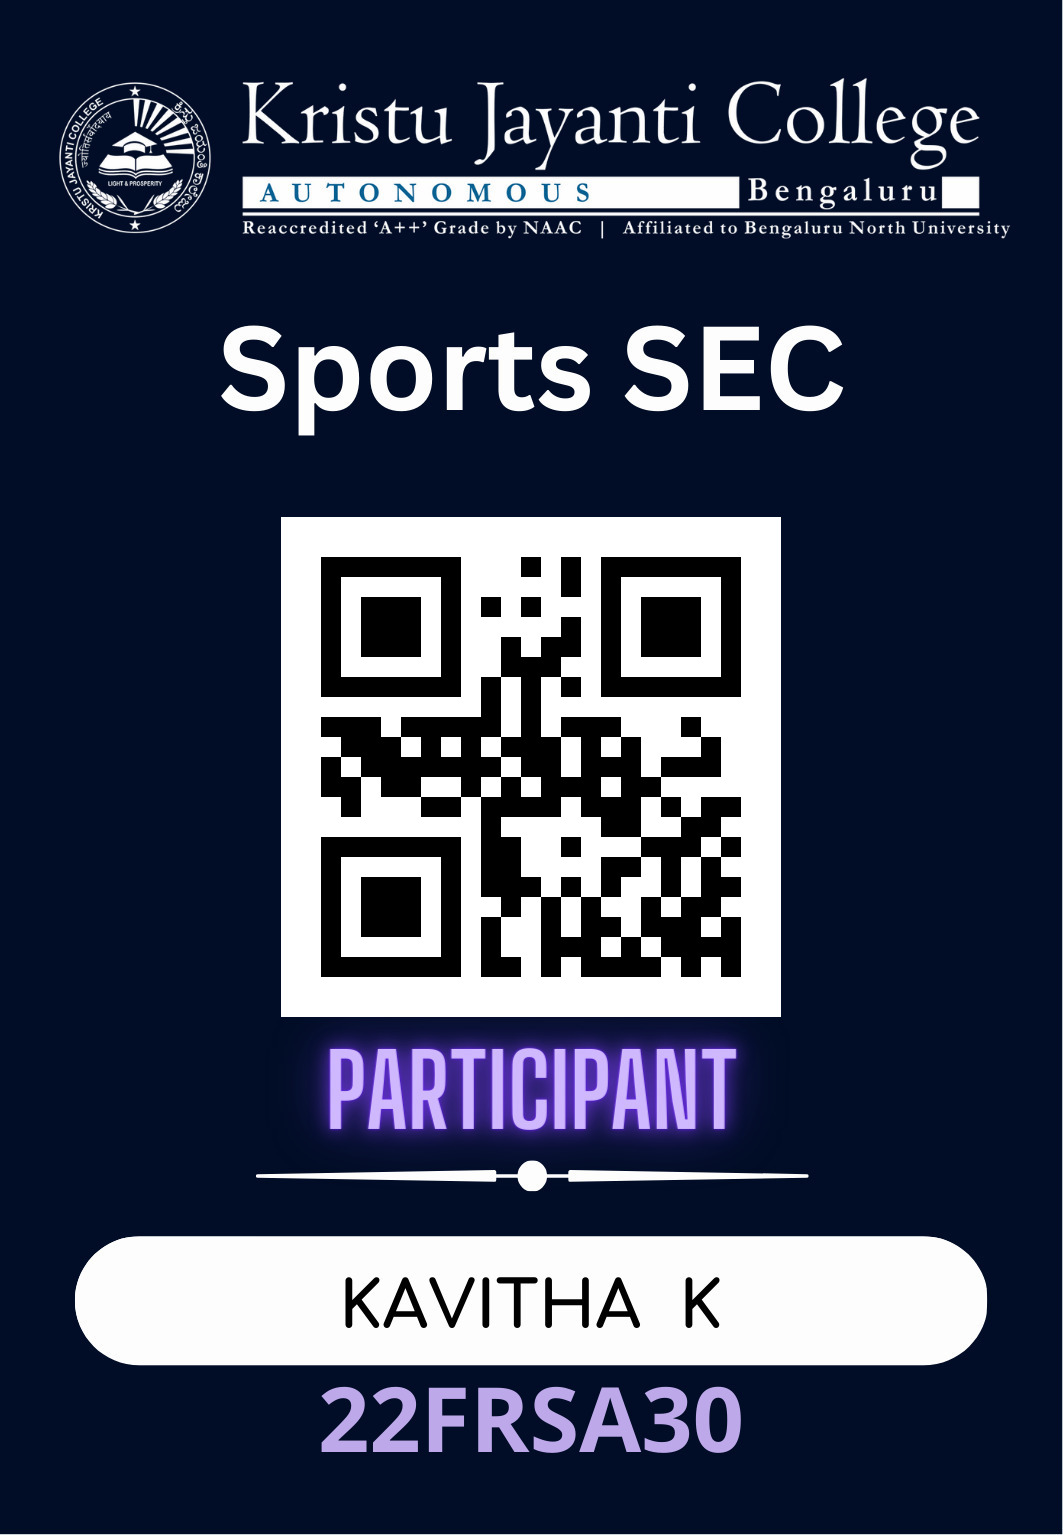 Kristu Jayanti College
AUTONOMOUS Bengaluru
Reaccredited ‘A++’ Grade by NAAC | Affiliated to Bengaluru North University
KRISTU JAYANTI COLLEGE
LIGHT & PROSPERITY
Sports SEC
PARTICIPANT
KAVITHA K
22FRSA30